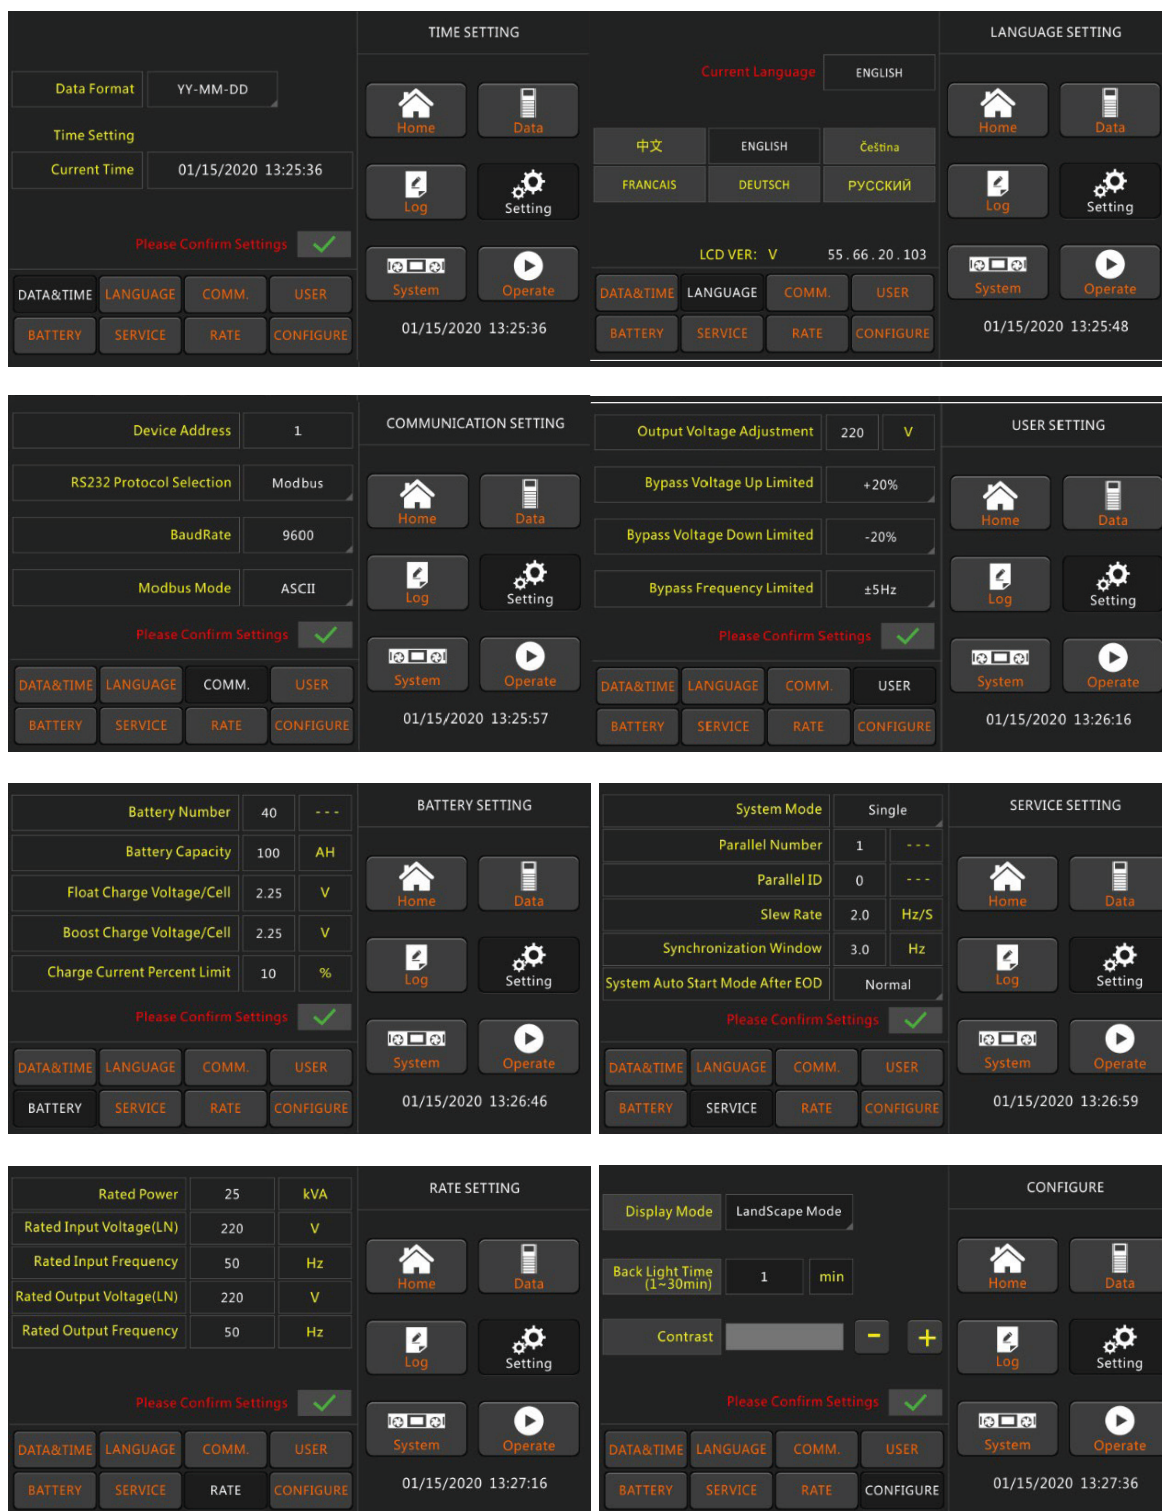 TIME SETTING
Data Format YY-MM-DD
Time Setting
Current Time 01/15/2020 13:25:36
Please Confirm Settings
Home Data
Log Setting
System Operate
DATA&TIME LANGUAGE COMM. USER
BATTERY SERVICE RATE CONFIGURE
01/15/2020 13:25:36
LANGUAGE SETTING
Current Language ENGLISH
中文 ENGLISH Čeština
FRANCAIS DEUTSCH РУССКИЙ
LCD VER: V 55.66.20.103
Home Data
Log Setting
System Operate
DATA&TIME LANGUAGE COMM. USER
BATTERY SERVICE RATE CONFIGURE
01/15/2020 13:25:48
COMMUNICATION SETTING
Device Address 1
RS232 Protocol Selection Modbus
BaudRate 9600
Modbus Mode ASCII
Please Confirm Settings
Home Data
Log Setting
System Operate
DATA&TIME LANGUAGE COMM. USER
BATTERY SERVICE RATE CONFIGURE
01/15/2020 13:25:57
USER SETTING
Output Voltage Adjustment 220 V
Bypass Voltage Up Limited +20%
Bypass Voltage Down Limited -20%
Bypass Frequency Limited ±5Hz
Please Confirm Settings
Home Data
Log Setting
System Operate
DATA&TIME LANGUAGE COMM. USER
BATTERY SERVICE RATE CONFIGURE
01/15/2020 13:26:16
BATTERY SETTING
Battery Number 40 ---
Battery Capacity 100 AH
Float Charge Voltage/Cell 2.25 V
Boost Charge Voltage/Cell 2.25 V
Charge Current Percent Limit 10 %
Please Confirm Settings
Home Data
Log Setting
System Operate
DATA&TIME LANGUAGE COMM. USER
BATTERY SERVICE RATE CONFIGURE
01/15/2020 13:26:46
SERVICE SETTING
System Mode Single
Parallel Number 1 ---
Parallel ID 0 ---
Slew Rate 2.0 Hz/S
Synchronization Window 3.0 Hz
System Auto Start Mode After EOD Normal
Please Confirm Settings
Home Data
Log Setting
System Operate
DATA&TIME LANGUAGE COMM. USER
BATTERY SERVICE RATE CONFIGURE
01/15/2020 13:26:59
RATE SETTING
Rated Power 25 kVA
Rated Input Voltage(LN) 220 V
Rated Input Frequency 50 Hz
Rated Output Voltage(LN) 220 V
Rated Output Frequency 50 Hz
Please Confirm Settings
Home Data
Log Setting
System Operate
DATA&TIME LANGUAGE COMM. USER
BATTERY SERVICE RATE CONFIGURE
01/15/2020 13:27:16
CONFIGURE
Display Mode LandScape Mode
Back Light Time
(1~30min) 1 min
Contrast - +
Please Confirm Settings
Home Data
Log Setting
System Operate
DATA&TIME LANGUAGE COMM. USER
BATTERY SERVICE RATE CONFIGURE
01/15/2020 13:27:36